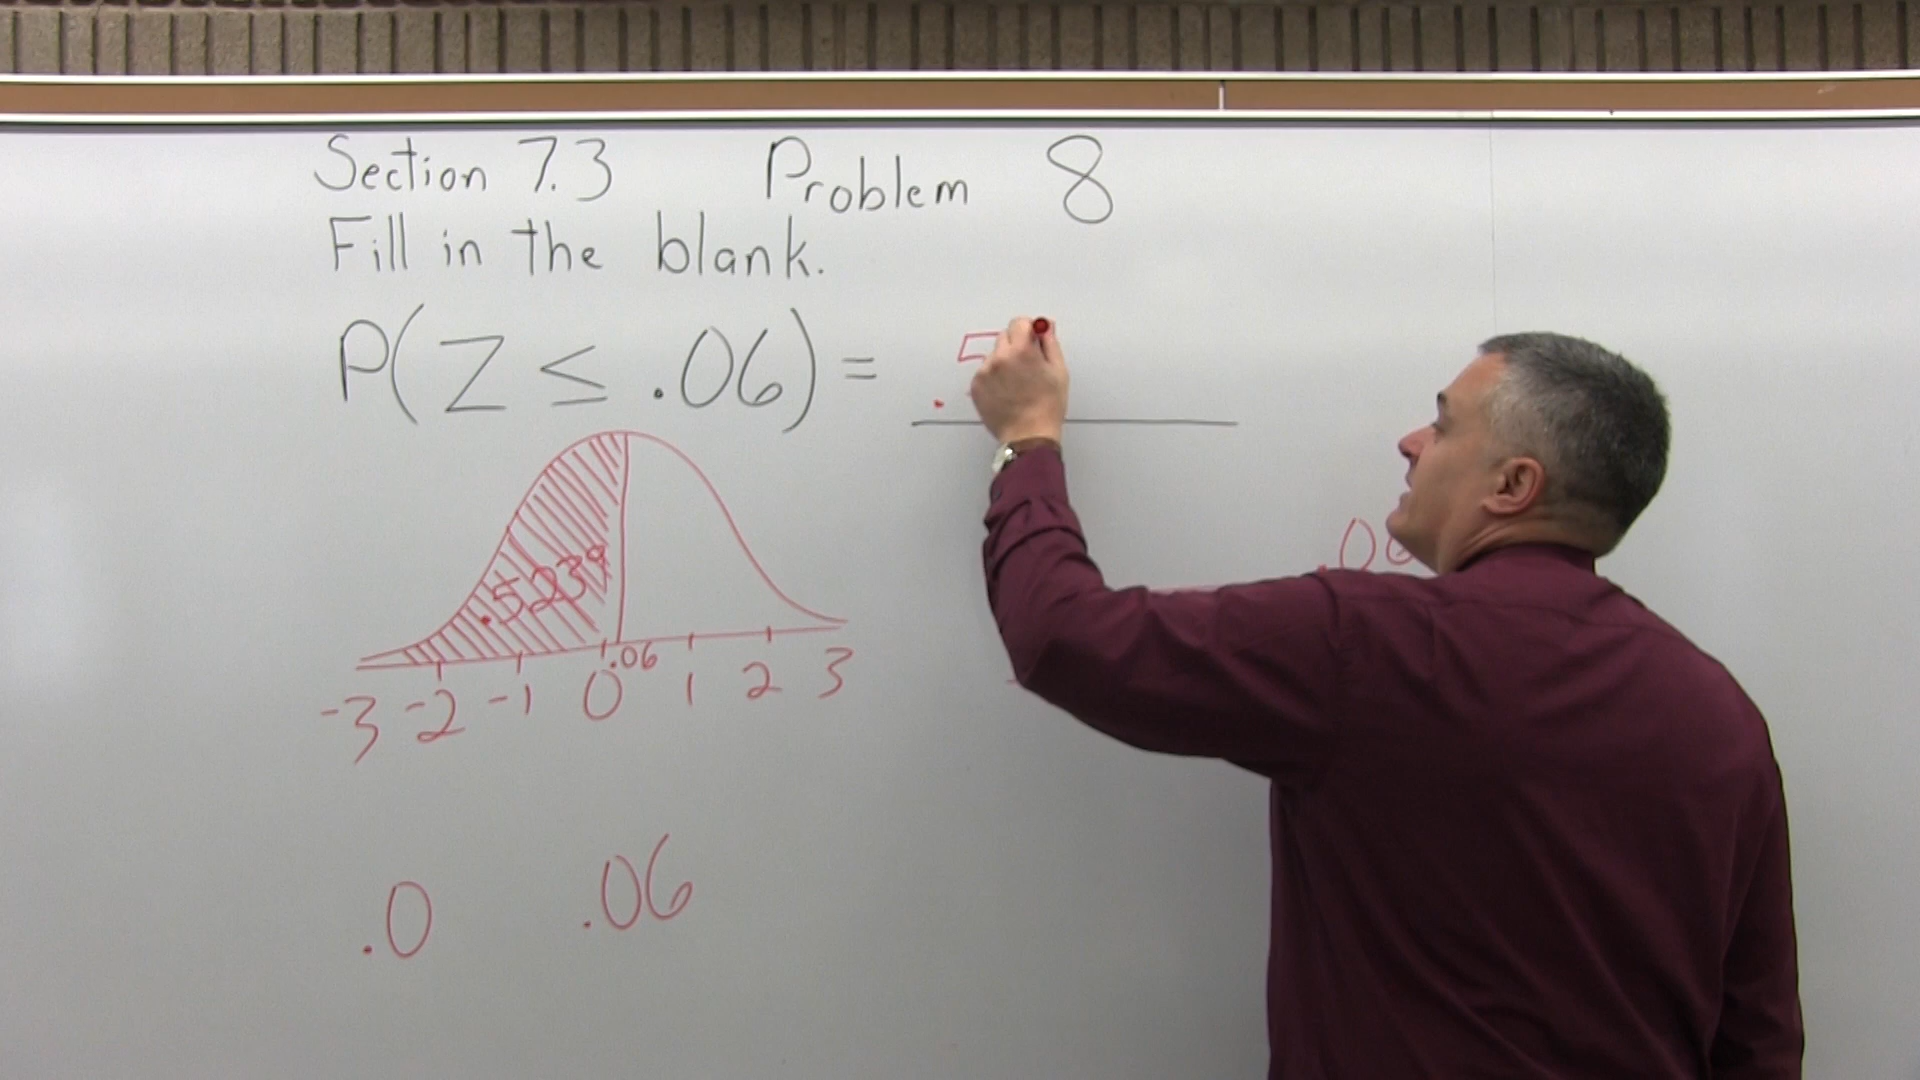 Section 7.3 Problem 8
Fill in the blank.
P(Z ≤ .06) = .5
.5239
.06
-3 -2 -1 0 1 2 3
.0 .06